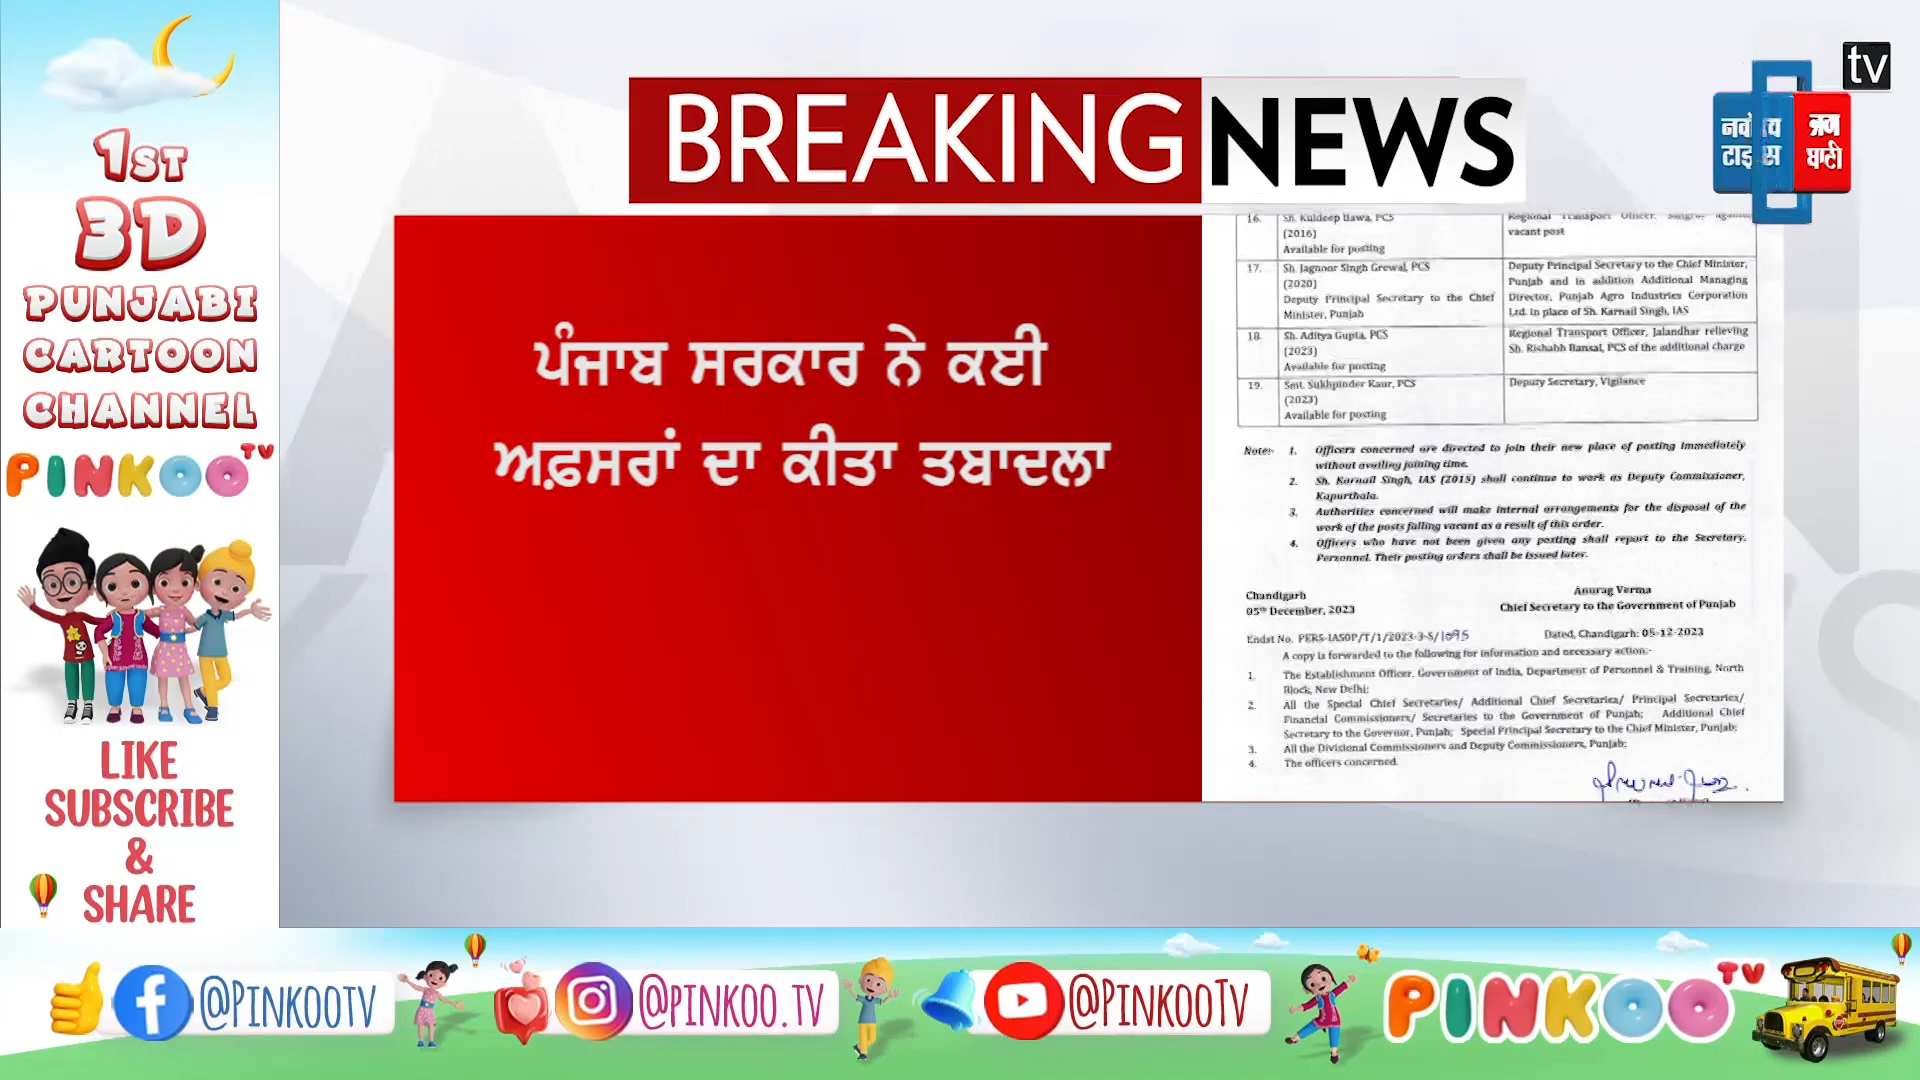 1ST
3D
PUNJABI
CARTOON
CHANNEL
PINKOO TV
LIKE
SUBSCRIBE
&
SHARE
BREAKING NEWS
tv
नवोदय
टाइम्स
ਜਗ
ਬਾਣੀ
ਪੰਜਾਬ ਸਰਕਾਰ ਨੇ ਕਈ
ਅਫ਼ਸਰਾਂ ਦਾ ਕੀਤਾ ਤਬਾਦਲਾ
16. Sh. Kuldeep Bawa, PCS
(2016)
Available for posting
Regional Transport Officer, Sangrur against
vacant post
17. Sh. Jagnoor Singh Grewal, PCS
(2020)
Deputy Principal Secretary to the Chief
Minister, Punjab
Deputy Principal Secretary to the Chief Minister,
Punjab and in addition Additional Managing
Director, Punjab Agro Industries Corporation
Ltd. in place of Sh. Karnail Singh, IAS
18. Sh. Aditya Gupta, PCS
(2023)
Available for posting
Regional Transport Officer, Jalandhar relieving
Sh. Rishabh Bansal, PCS of the additional charge
19. Smt. Sukhpinder Kaur, PCS
(2023)
Available for posting
Deputy Secretary, Vigilance
Note:- 1. Officers concerned are directed to join their new place of posting immediately
without availing joining time.
2. Sh. Karnail Singh, IAS (2015) shall continue to work as Deputy Commissioner,
Kapurthala.
3. Authorities concerned will make internal arrangements for the disposal of the
work of the posts falling vacant as a result of this order.
4. Officers who have not been given any posting shall report to the Secretary,
Personnel. Their posting orders shall be issued later.
Chandigarh
05th December, 2023
Anurag Verma
Chief Secretary to the Government of Punjab
Endst No. PERS-IAS0P/T/1/2023-3-S/1095 Dated, Chandigarh: 05-12-2023
A copy is forwarded to the following for information and necessary action:-
1. The Establishment Officer, Government of India, Department of Personnel & Training, North
Block, New Delhi;
2. All the Special Chief Secretaries/ Additional Chief Secretaries/ Principal Secretaries/
Financial Commissioners/ Secretaries to the Government of Punjab; Additional Chief
Secretary to the Governor, Punjab; Special Principal Secretary to the Chief Minister, Punjab;
3. All the Divisional Commissioners and Deputy Commissioners, Punjab;
4. The officers concerned.
@PINKOOTV
@PINKOO.TV
@PINKOOTV
PINKOO TV